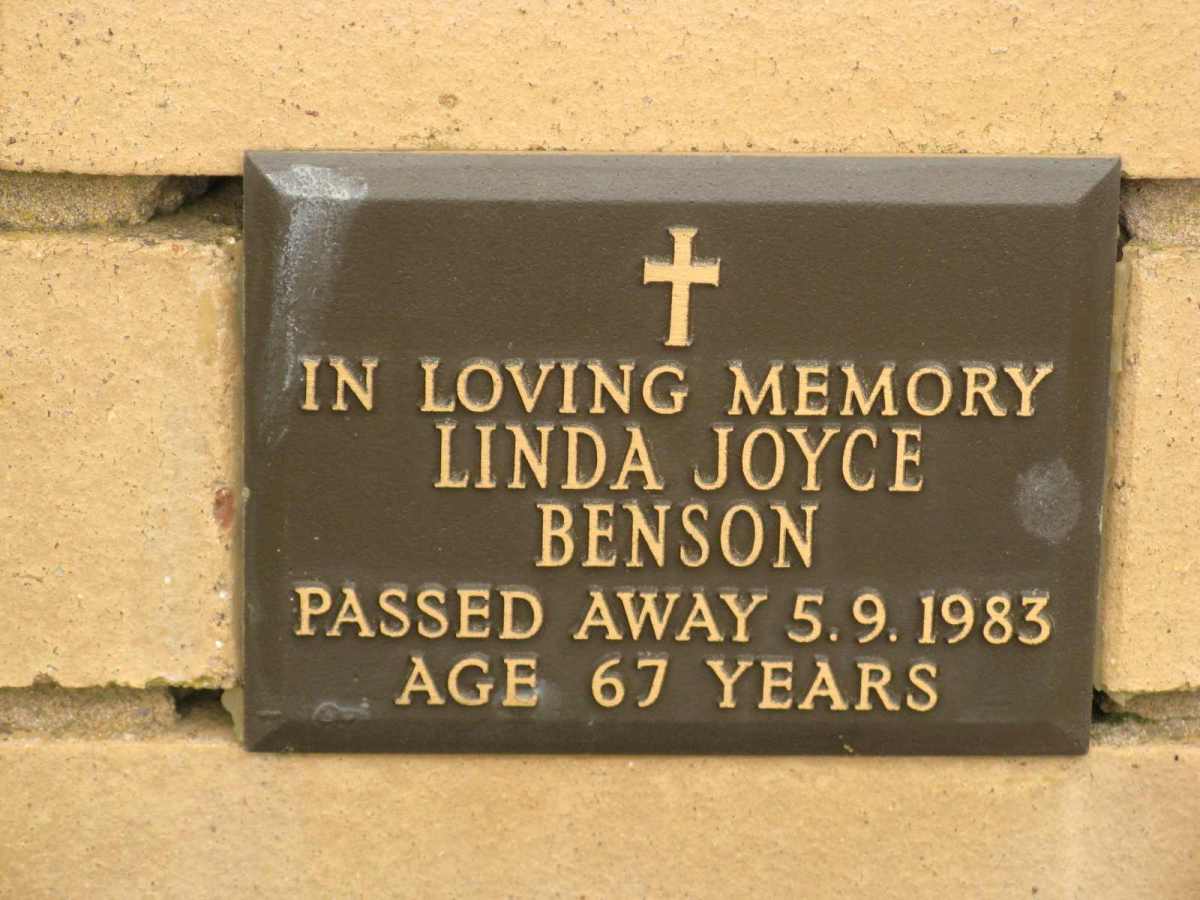 IN LOVING MEMORY
LINDA JOYCE
BENSON
PASSED AWAY 5.9.1983
AGE 67 YEARS